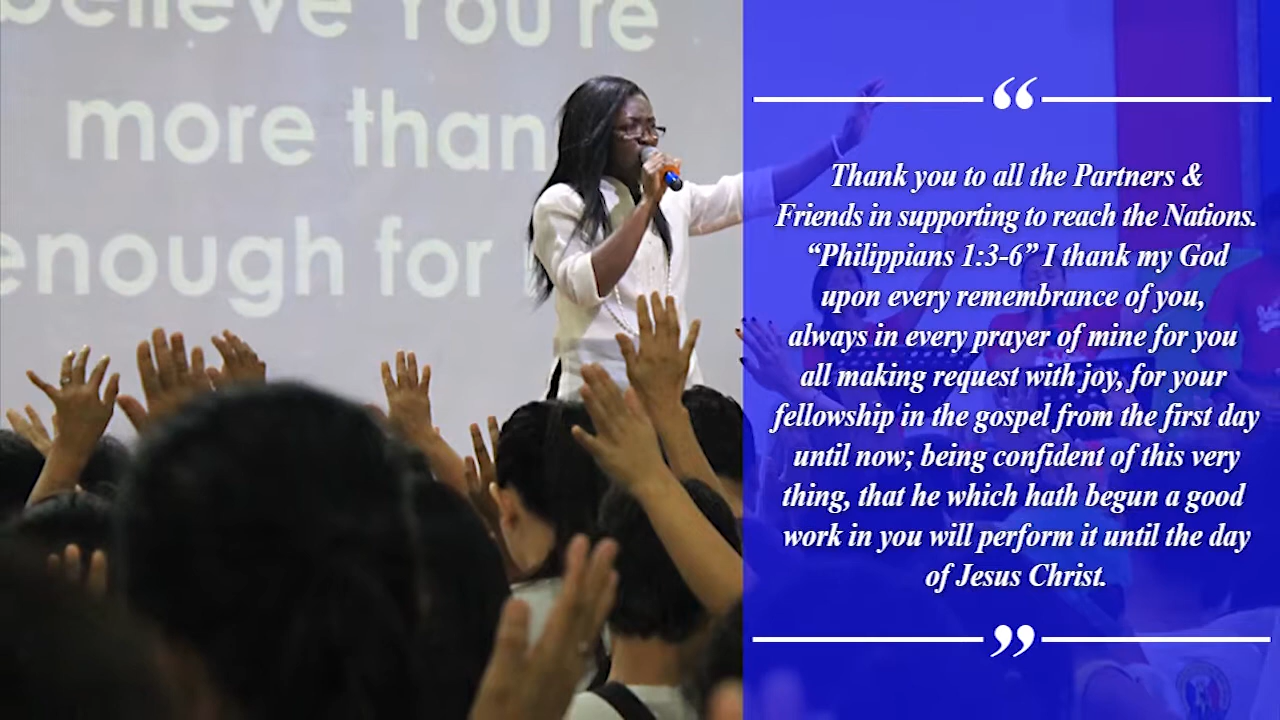 believe You're
more than
enough for
“
Thank you to all the Partners &
Friends in supporting to reach the Nations.
“Philippians 1:3-6” I thank my God
upon every remembrance of you,
always in every prayer of mine for you
all making request with joy, for your
fellowship in the gospel from the first day
until now; being confident of this very
thing, that he which hath begun a good
work in you will perform it until the day
of Jesus Christ.
”